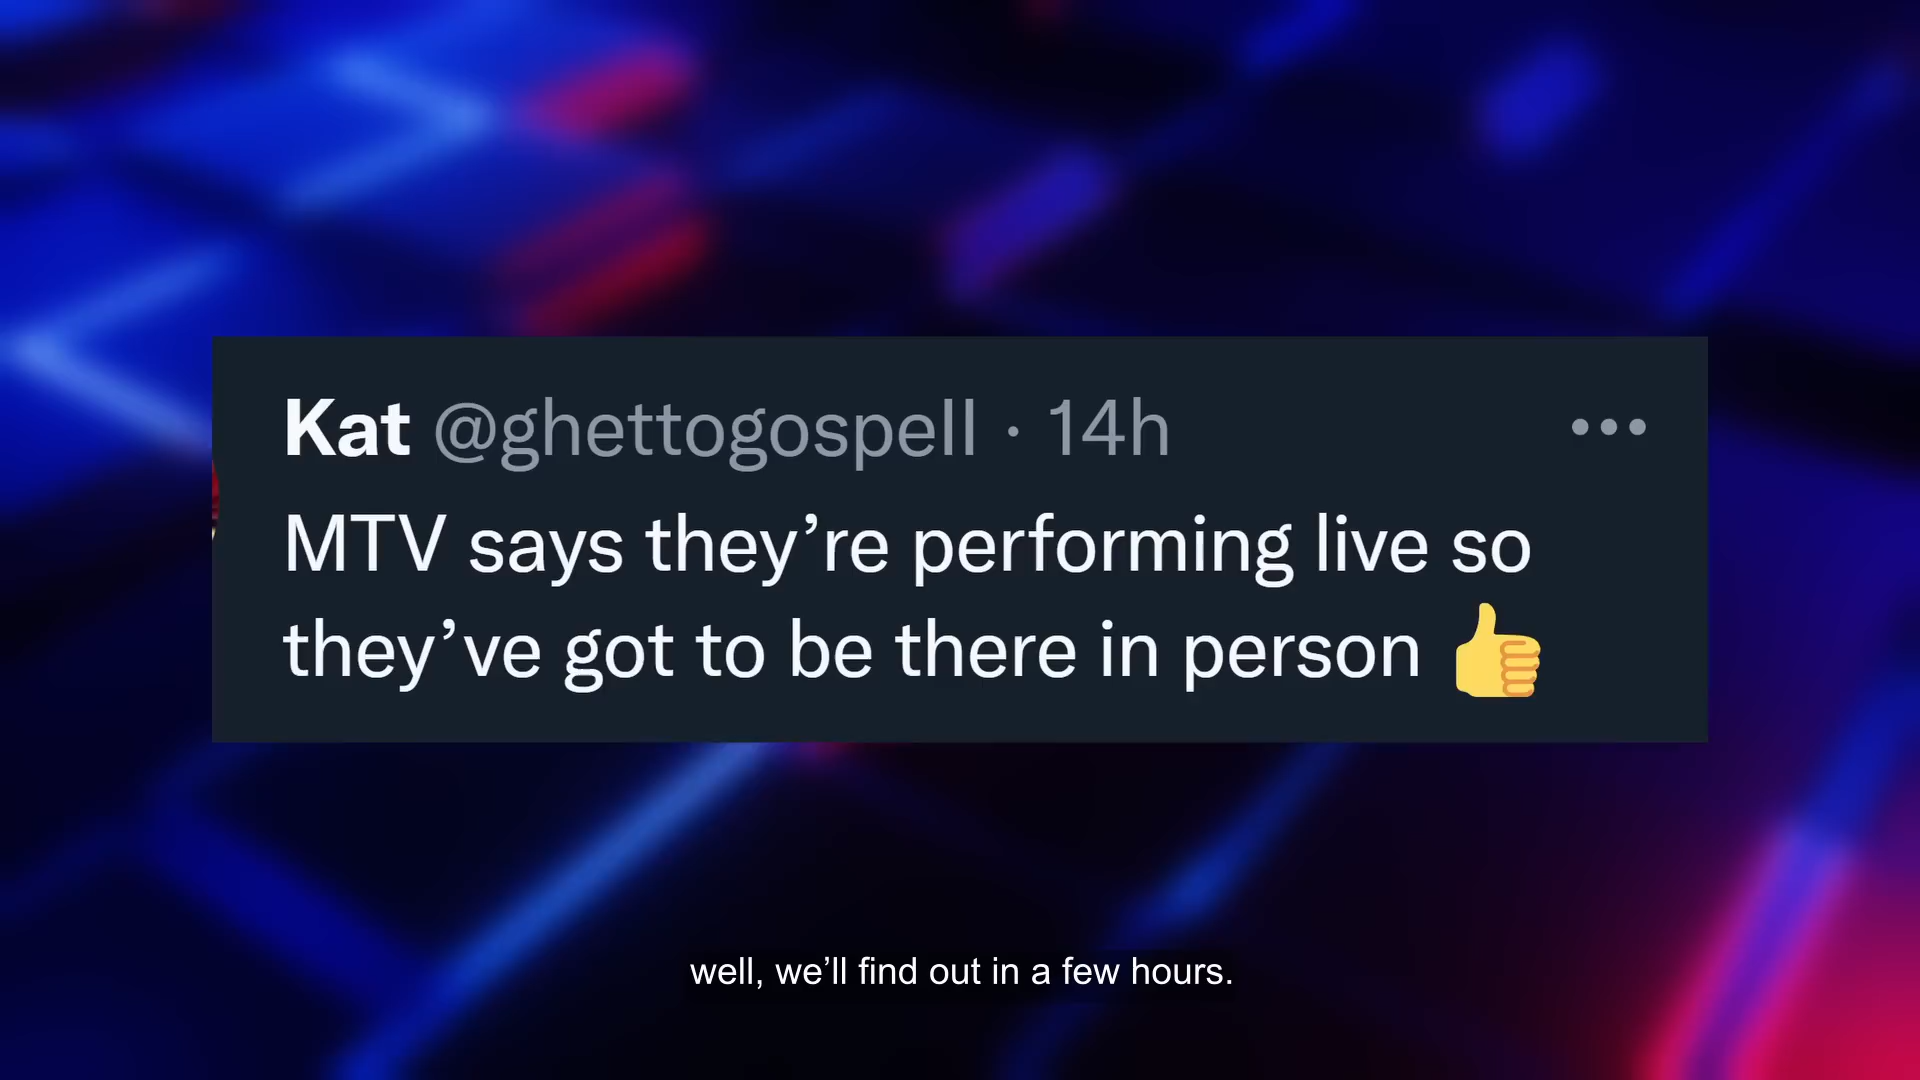 Kat @ghettogospell · 14h
MTV says they’re performing live so
they’ve got to be there in person 👍
well, we’ll find out in a few hours.